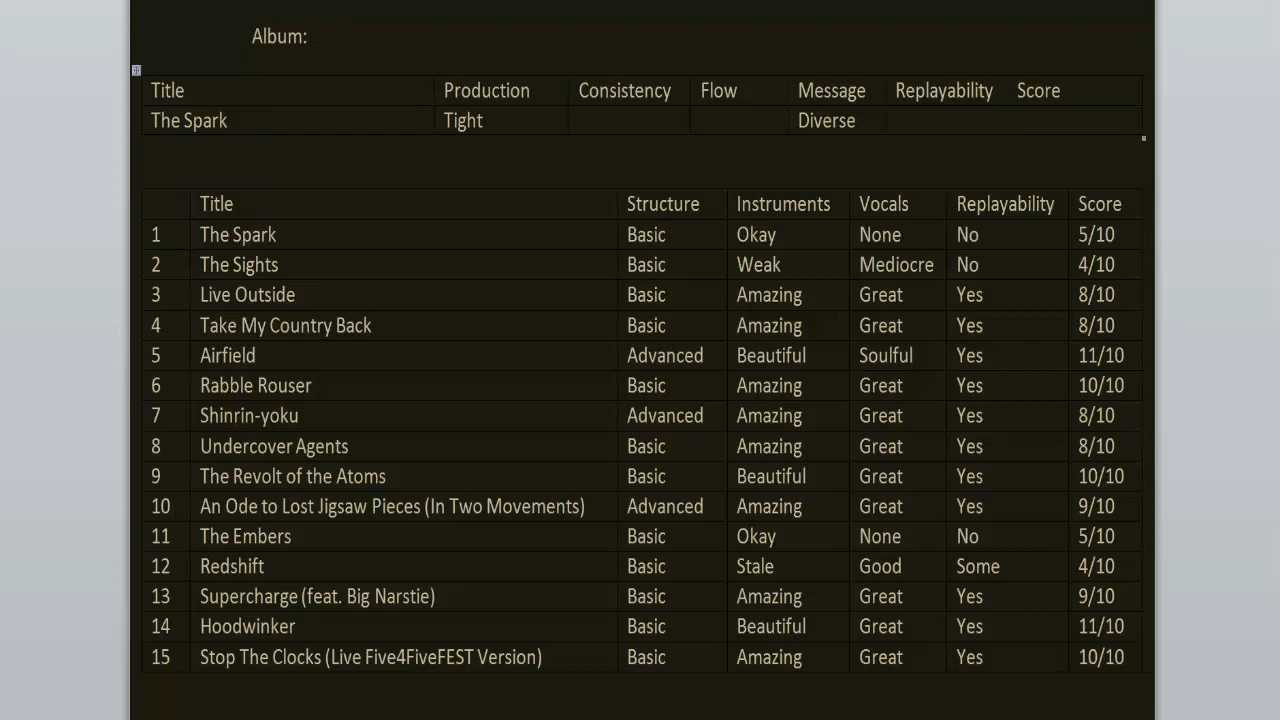 Album:
Title Production Consistency Flow Message Replayability Score
The Spark Tight Diverse
Title Structure Instruments Vocals Replayability Score
1 The Spark Basic Okay None No 5/10
2 The Sights Basic Weak Mediocre No 4/10
3 Live Outside Basic Amazing Great Yes 8/10
4 Take My Country Back Basic Amazing Great Yes 8/10
5 Airfield Advanced Beautiful Soulful Yes 11/10
6 Rabble Rouser Basic Amazing Great Yes 10/10
7 Shinrin-yoku Advanced Amazing Great Yes 8/10
8 Undercover Agents Basic Amazing Great Yes 8/10
9 The Revolt of the Atoms Basic Beautiful Great Yes 10/10
10 An Ode to Lost Jigsaw Pieces (In Two Movements) Advanced Amazing Great Yes 9/10
11 The Embers Basic Okay None No 5/10
12 Redshift Basic Stale Good Some 4/10
13 Supercharge (feat. Big Narstie) Basic Amazing Great Yes 9/10
14 Hoodwinker Basic Beautiful Great Yes 11/10
15 Stop The Clocks (Live Five4FiveFEST Version) Basic Amazing Great Yes 10/10